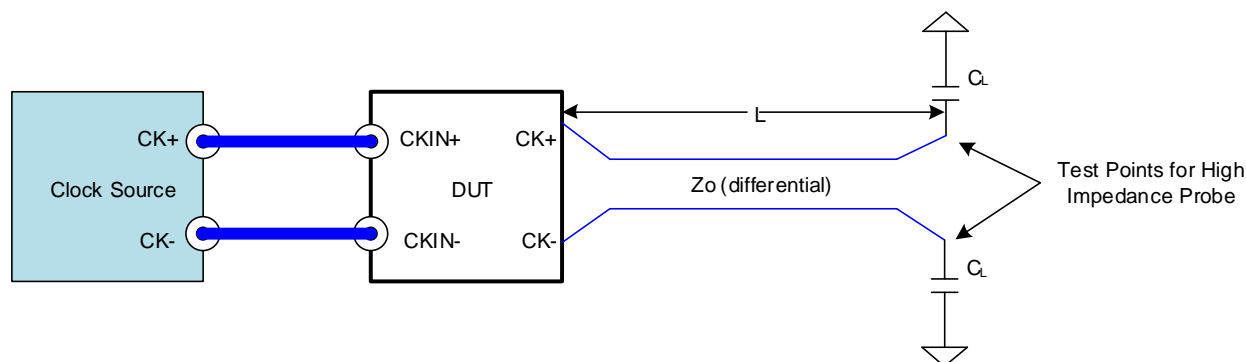 CK+
Clock Source
CK-
CKIN+
CKIN-
DUT
CK+
CK-
L
Zo (differential)
CL
CL
Test Points for High
Impedance Probe